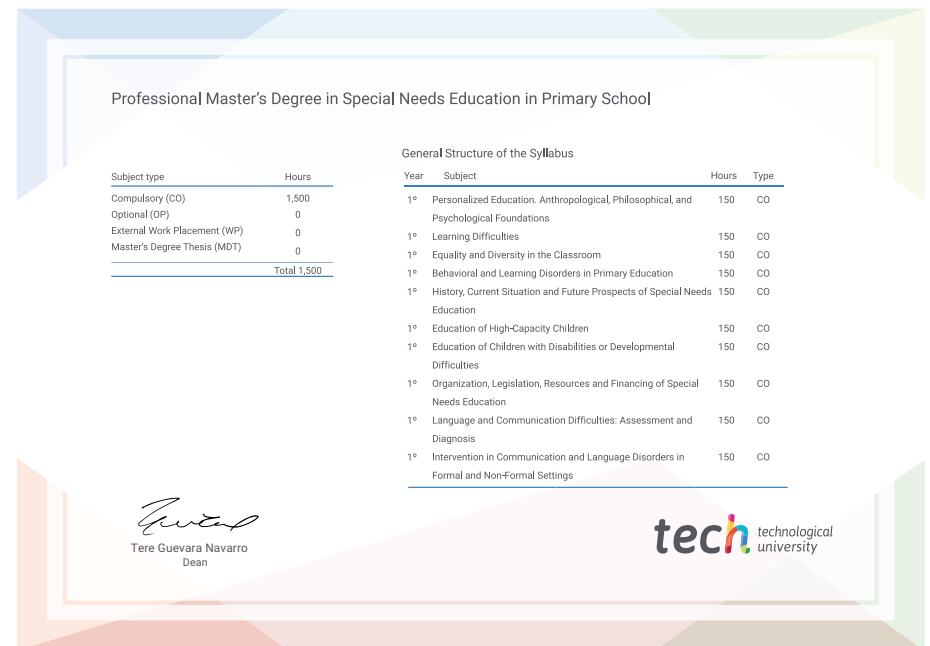 Professional Master's Degree in Special Needs Education in Primary School
Subject type Hours
Compulsory (CO) 1,500
Optional (OP) 0
External Work Placement (WP) 0
Master's Degree Thesis (MDT) 0
Total 1,500
General Structure of the Syllabus
Year Subject Hours Type
1º Personalized Education. Anthropological, Philosophical, and 150 CO
Psychological Foundations
1º Learning Difficulties 150 CO
1º Equality and Diversity in the Classroom 150 CO
1º Behavioral and Learning Disorders in Primary Education 150 CO
1º History, Current Situation and Future Prospects of Special Needs 150 CO
Education
1º Education of High-Capacity Children 150 CO
1º Education of Children with Disabilities or Developmental 150 CO
Difficulties
1º Organization, Legislation, Resources and Financing of Special 150 CO
Needs Education
1º Language and Communication Difficulties: Assessment and 150 CO
Diagnosis
1º Intervention in Communication and Language Disorders in 150 CO
Formal and Non-Formal Settings
Tere Guevara Navarro
Dean
tech technological
university